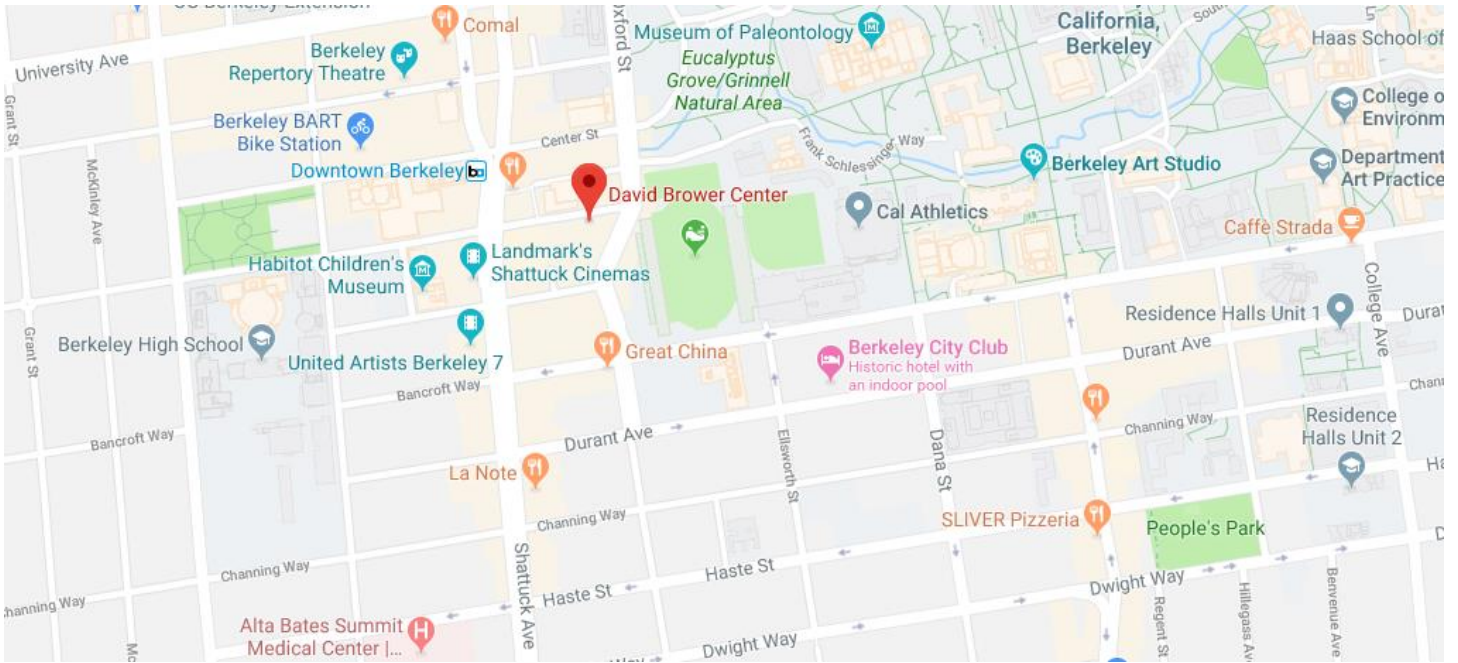 UC Berkeley Extension
Comal
Oxford St
Museum of Paleontology
California,
Berkeley
Haas School of
University Ave
Berkeley
Repertory Theatre
Eucalyptus
Grove/Grinnell
Natural Area
Grant St
Berkeley BART
Bike Station
Center St
Frank Schlessinger Way
College o
Environm
McKinley Ave
Downtown Berkeley
ba
Berkeley Art Studio
Department
Art Practice
David Brower Center
Cal Athletics
Caffè Strada
Habitot Children's
Museum
Landmark's
Shattuck Cinemas
College Ave
Grant St
Berkeley High School
United Artists Berkeley 7
Great China
Berkeley City Club
Historic hotel with
an indoor pool
Residence Halls Unit 1
Durant Ave
Durat
Bancroft Way
Bancroft Way
Durant Ave
Ellsworth St
Dana St
Channing Way
Chann
Residence
Halls Unit 2
La Note
Ha
Channing Way
SLIVER Pizzeria
People's Park
Shattuck Ave
Channing Way
Haste St
Haste St
Dwight Way
D
hanning Way
Alta Bates Summit
Medical Center |...
H
Mc
Dwight Way
Way
Regent St
Hillegass Ave
Benvenue Ave